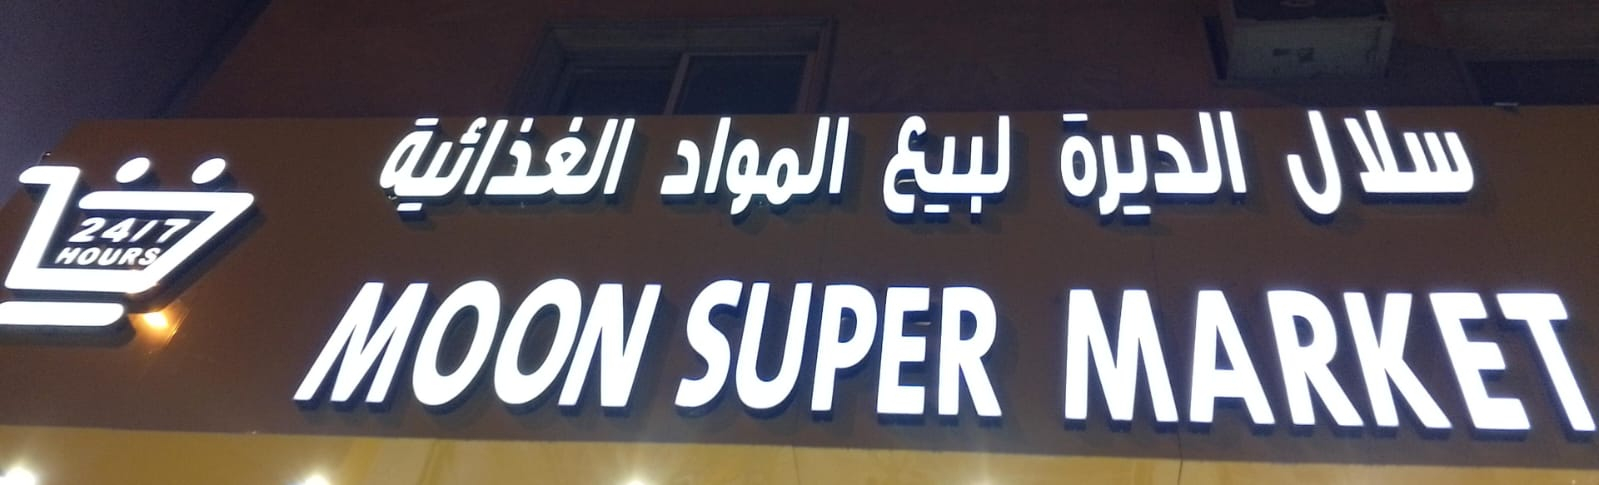 سلال الديرة لبيع المواد الغذائية
24/7
HOURS
MOON SUPER MARKET